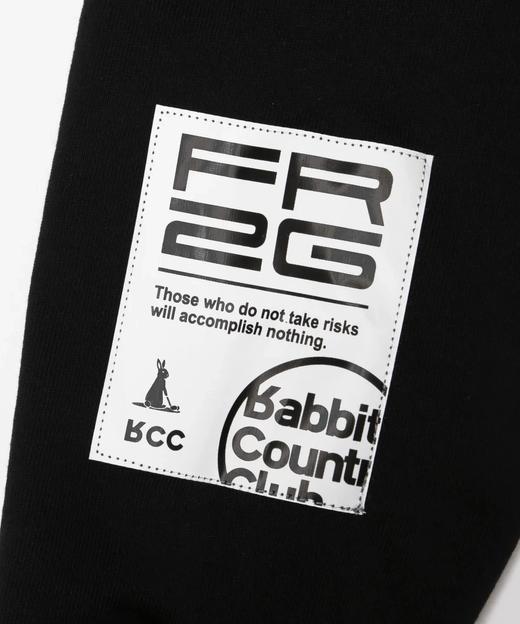 FR
2G
Those who do not take risks
will accomplish nothing.
RCC
Rabbit
Countr
Club